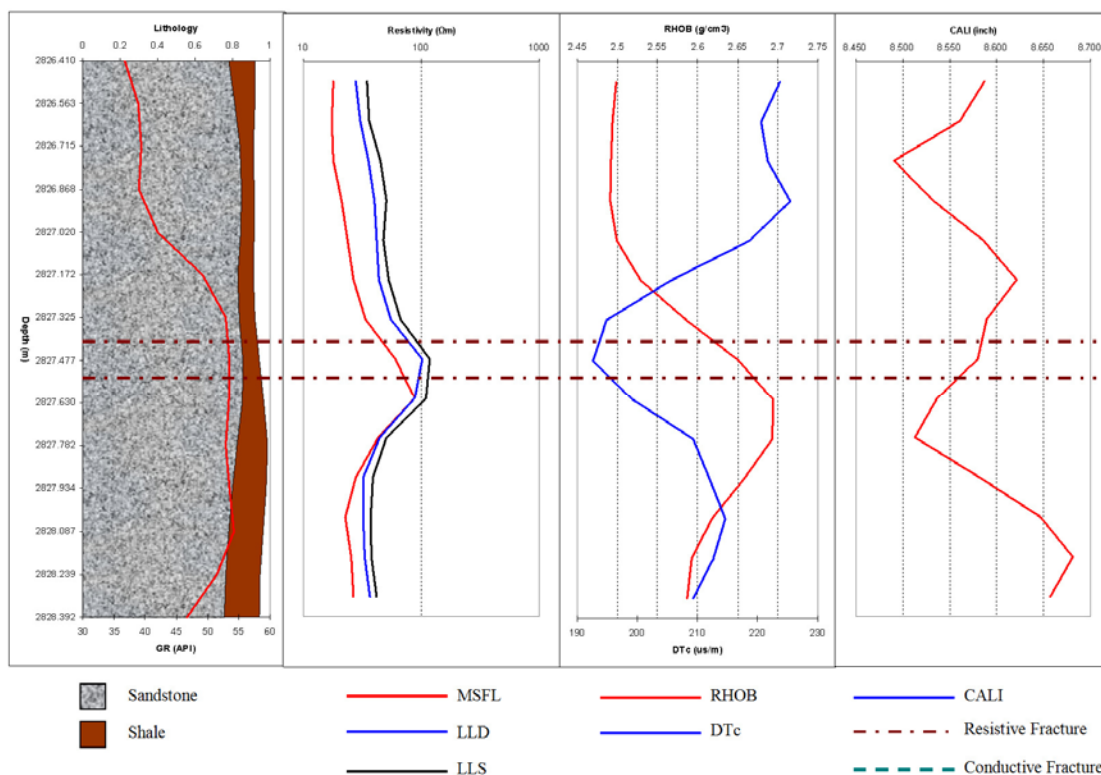 Lithology Resistivity (Ωm) RHOB (g/cm3) CALI (inch)
0 0.2 0.4 0.6 0.8 1 10 100 1000 2.45 2.5 2.55 2.6 2.65 2.7 2.75 8.450 8.500 8.550 8.600 8.650 8.700
2826.410
2826.563
2826.715
2826.868
2827.020
2827.172
2827.325
Depth (m)
2827.477
2827.630
2827.782
2827.934
2828.087
2828.239
2828.392
30 35 40 45 50 55 60 190 200 210 220 230
GR (API) DTc (us/m)
Sandstone MSFL RHOB CALI
Shale LLD DTc Resistive Fracture
LLS Conductive Fracture